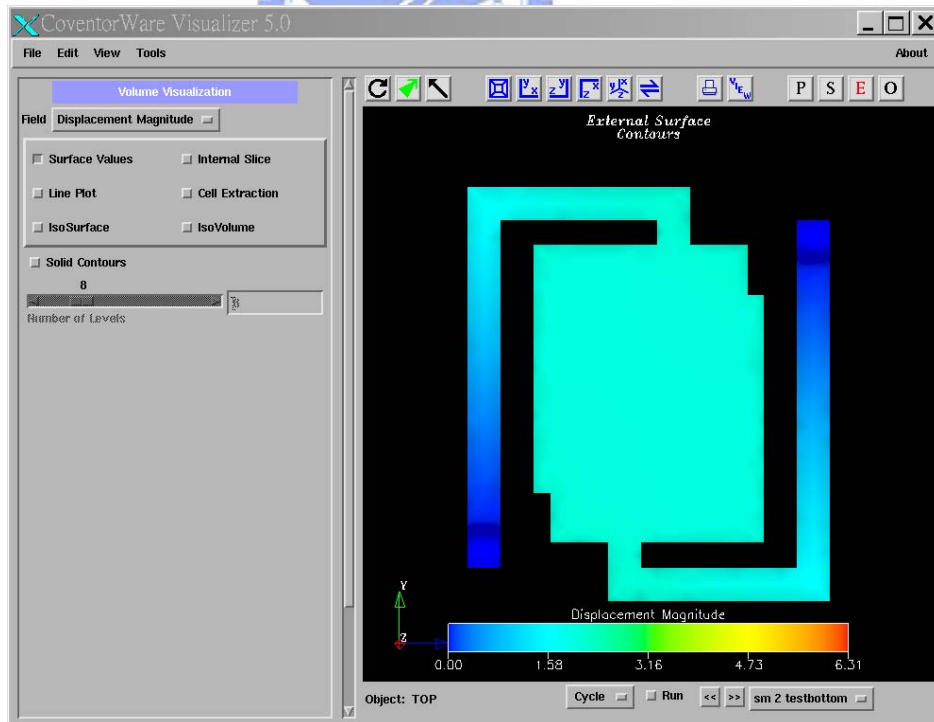 CoventorWare Visualizer 5.0
File Edit View Tools About
Volume Visualization
Field Displacement Magnitude
Surface Values Internal Slice
Line Plot Cell Extraction
IsoSurface IsoVolume
Solid Contours
8
8
Number of Levels
VIEW P S E O
External Surface
Contours
Y
Z
Displacement Magnitude
0.00 1.58 3.16 4.73 6.31
Object: TOP Cycle Run << >> sm 2 testbottom